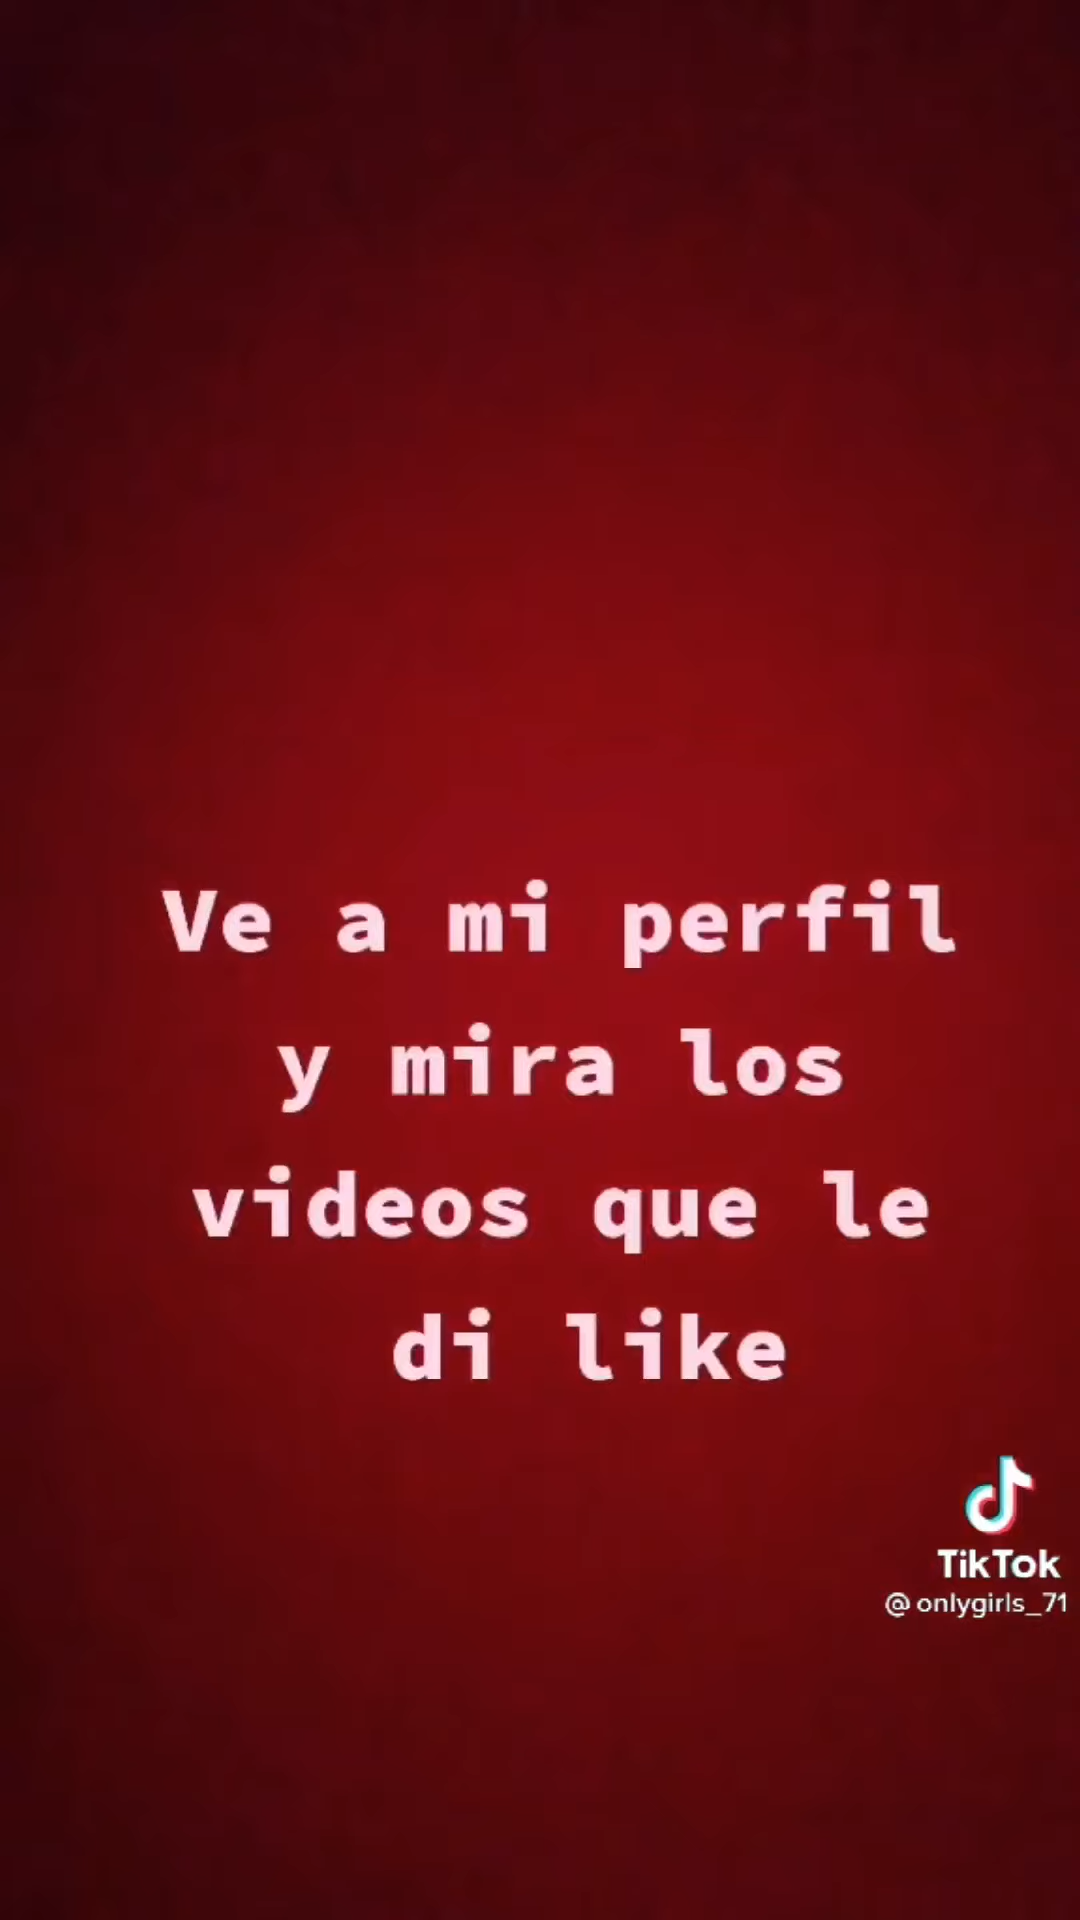 Ve a mi perfil
y mira los
videos que le
di like
TikTok
@onlygirls_71